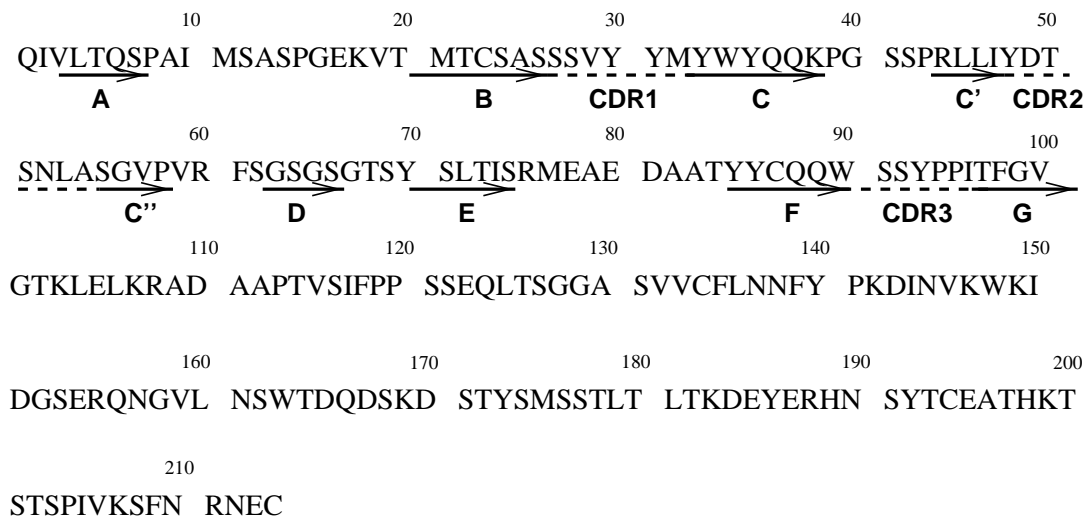 10 20 30 40 50
QIVLTQSPAI MSASPGEKVT MTCSASSSVY YMYWYQQKPG SSPRLLIYDT
A B CDR1 C C' CDR2
60 70 80 90 100
SNLASGVPVR FSGSGSGTSY SLTISRMEAE DAATYYCQQW SSYPPITFGV
C'' D E F CDR3 G
110 120 130 140 150
GTKLELKRAD AAPTVSIFPP SSEQLTSGGA SVVCFLNNFY PKDINVKWKI
160 170 180 190 200
DGSERQNGVL NSWTDQDSKD STYSMSSTLT LTKDEYERHN SYTCEATHKT
210
STSPIVKSFN RNEC